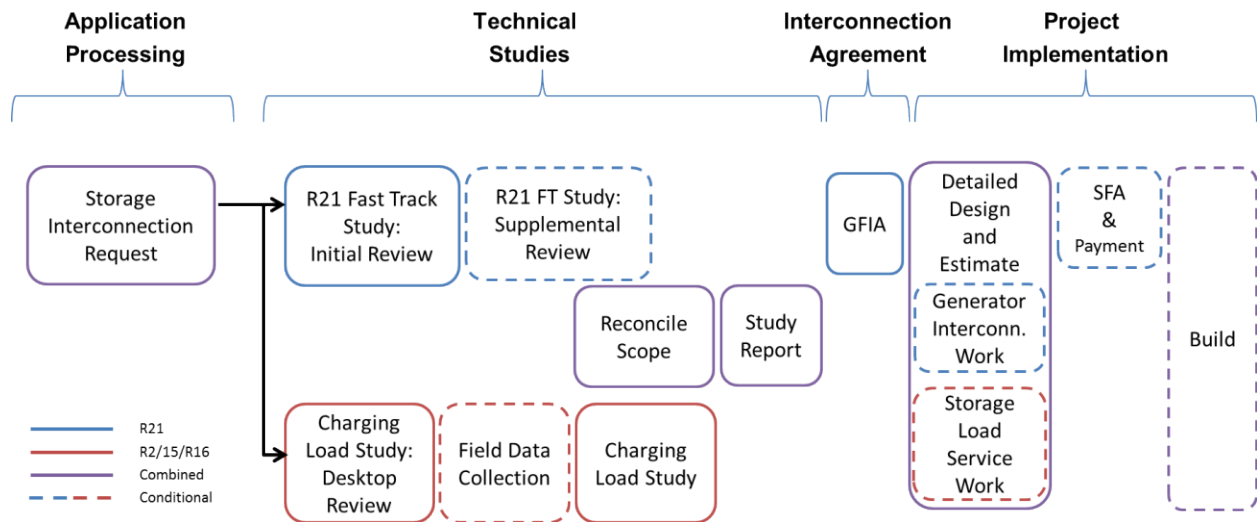 Application
Processing
Technical
Studies
Interconnection
Agreement
Project
Implementation
Storage
Interconnection
Request
R21 Fast Track
Study:
Initial Review
R21 FT Study:
Supplemental
Review
GFIA
Detailed
Design
and
Estimate
SFA
&
Payment
Generator
Interconn.
Work
Reconcile
Scope
Study
Report
Build
Charging
Load Study:
Desktop
Review
Field Data
Collection
Charging
Load Study
Storage
Load
Service
Work
R21
R2/15/R16
Combined
Conditional